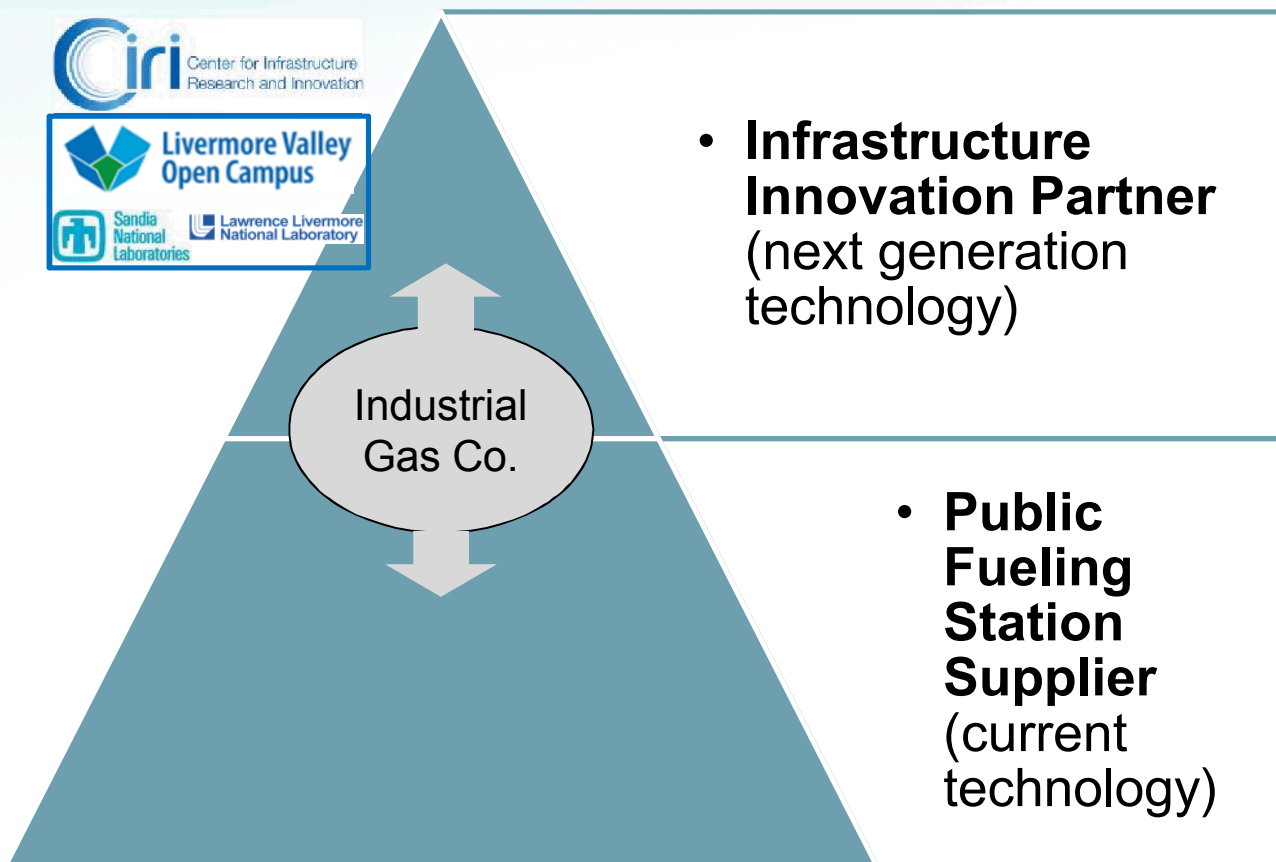 Ciri Center for Infrastructure
Research and Innovation
Livermore Valley
Open Campus
Sandia
National
Laboratories
Lawrence Livermore
National Laboratory
• Infrastructure
Innovation Partner
(next generation
technology)
Industrial
Gas Co.
• Public
Fueling
Station
Supplier
(current
technology)